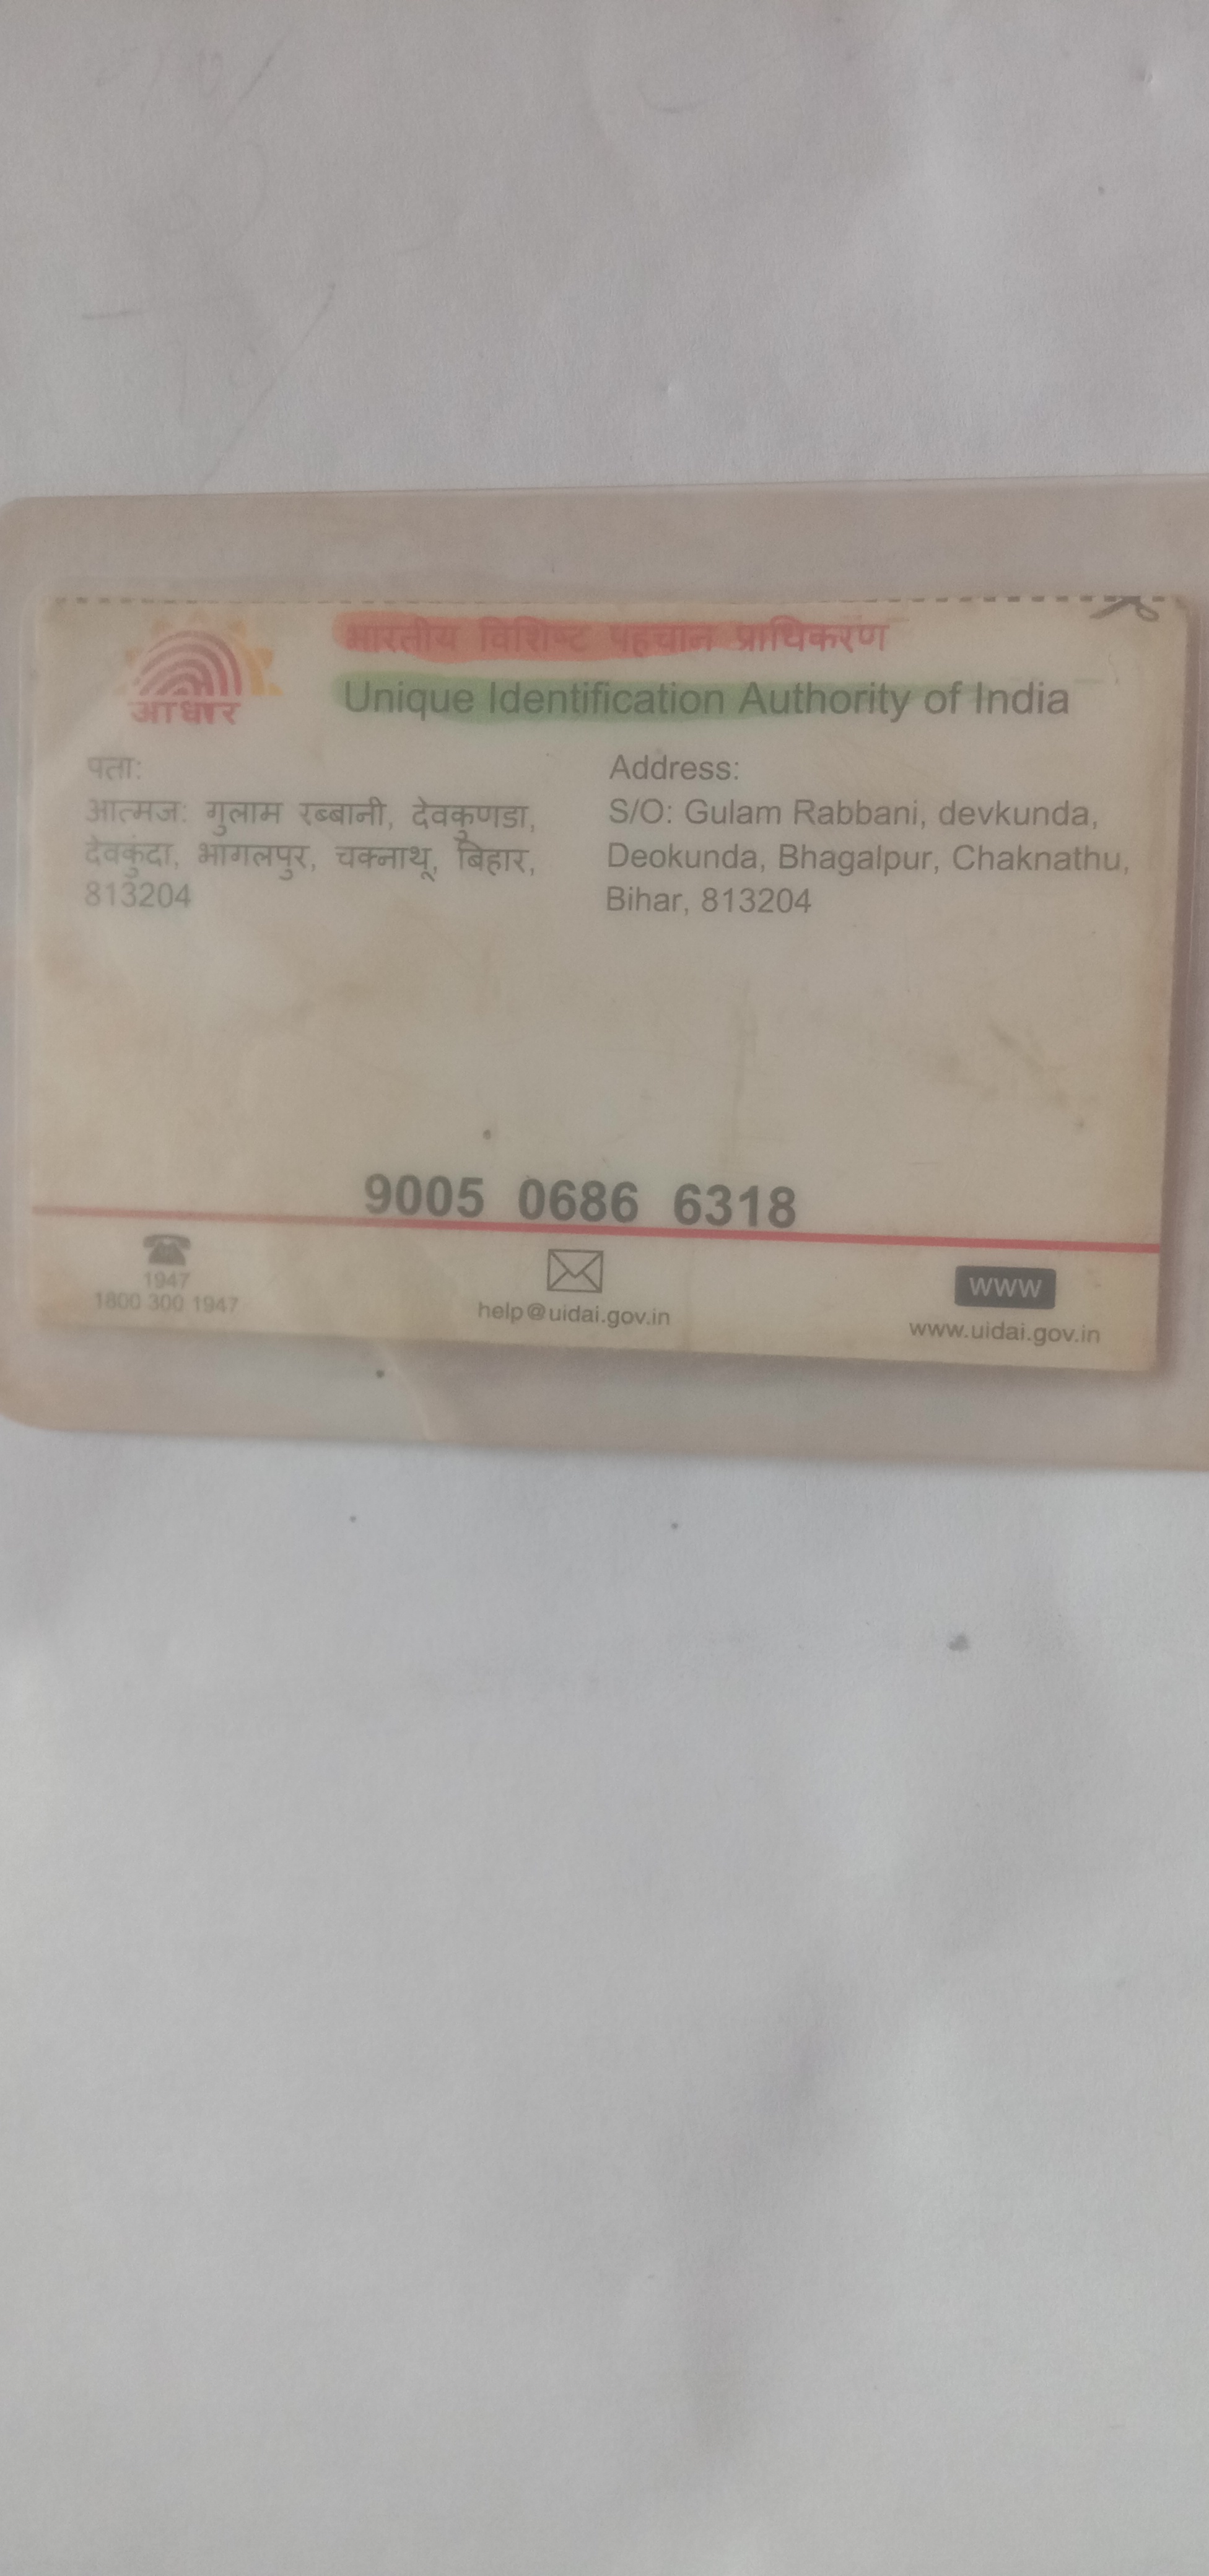 भारतीय विशिष्ट पहचान प्राधिकरण
Unique Identification Authority of India
आधार
पता:
आत्मज: गुलाम रब्बानी, देवकुणडा,
देवकुंदा, भागलपुर, चक्नाथू, बिहार,
813204
Address:
S/O: Gulam Rabbani, devkunda,
Deokunda, Bhagalpur, Chaknathu,
Bihar, 813204
9005 0686 6318
1947
1800 300 1947
help@uidai.gov.in
www
www.uidai.gov.in